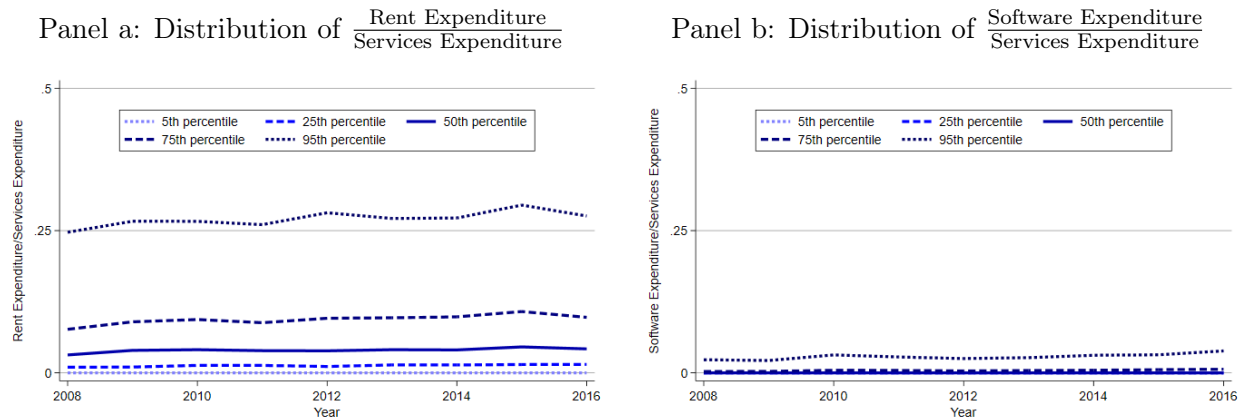 Panel a: Distribution of Rent Expenditure / Services Expenditure
.5
.25
0
Rent Expenditure/Services Expenditure
5th percentile 25th percentile 50th percentile
75th percentile 95th percentile
2008 2010 2012 2014 2016
Year
Panel b: Distribution of Software Expenditure / Services Expenditure
.5
.25
0
Software Expenditure/Services Expenditure
5th percentile 25th percentile 50th percentile
75th percentile 95th percentile
2008 2010 2012 2014 2016
Year